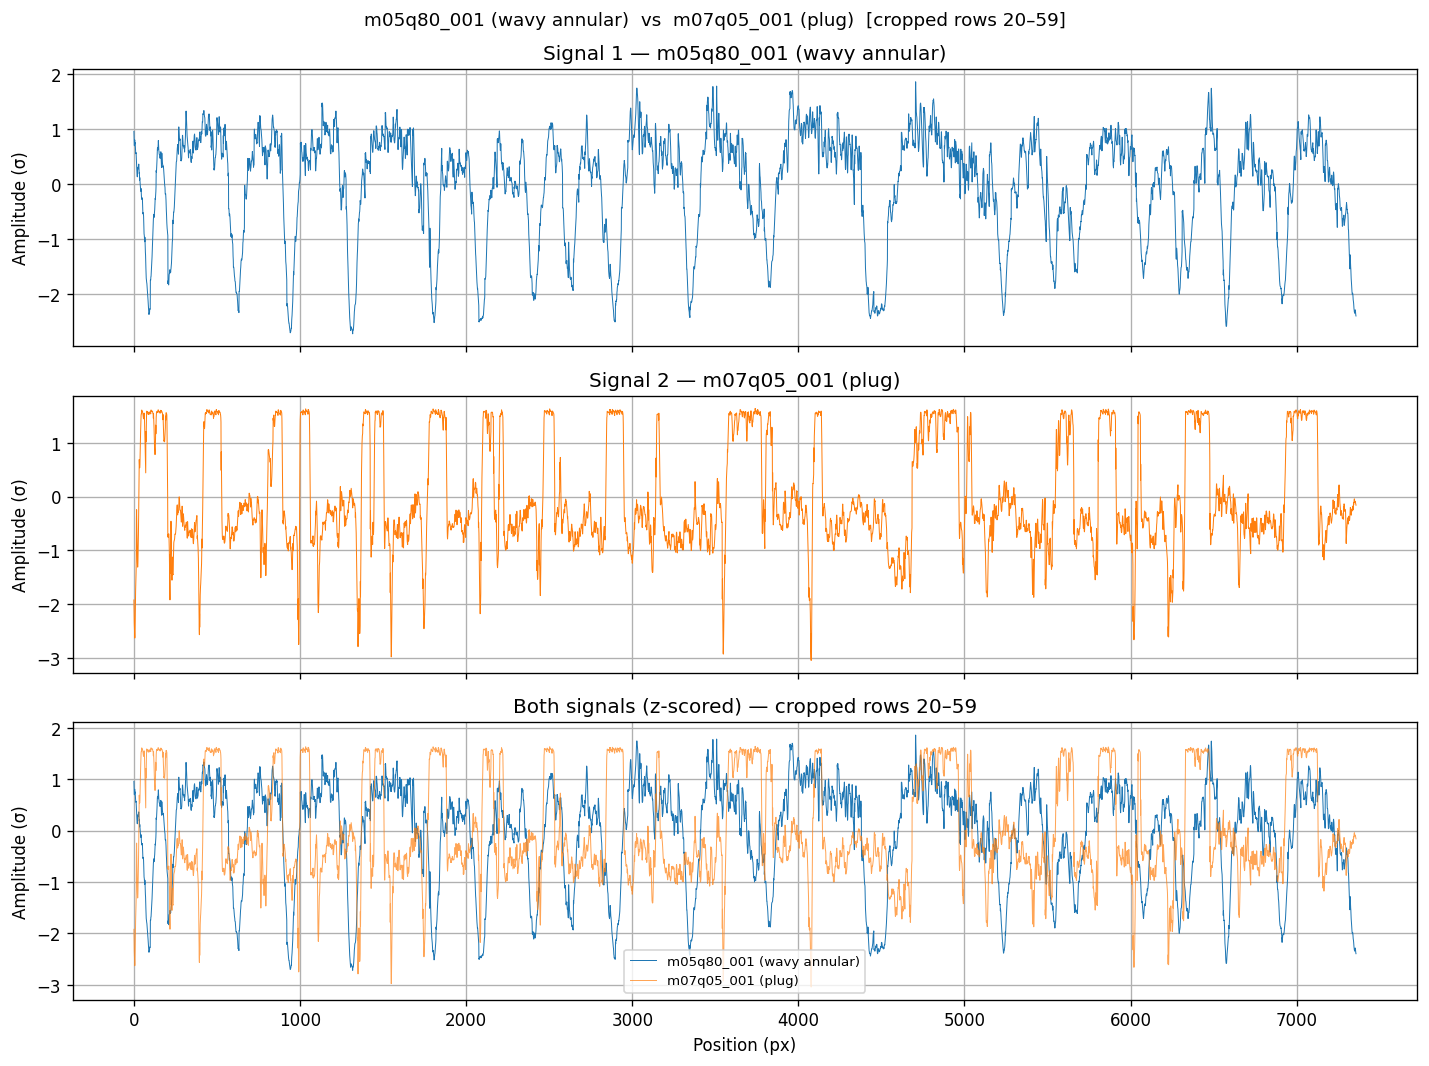 m05q80_001 (wavy annular)  vs  m07q05_001 (plug)  [cropped rows 20–59]
Signal 1 — m05q80_001 (wavy annular)
2
1
0
−1
−2
Amplitude (σ)
Signal 2 — m07q05_001 (plug)
1
0
−1
−2
−3
Amplitude (σ)
Both signals (z-scored) — cropped rows 20–59
2
1
0
−1
−2
−3
Amplitude (σ)
m05q80_001 (wavy annular)
m07q05_001 (plug)
0 1000 2000 3000 4000 5000 6000 7000
Position (px)